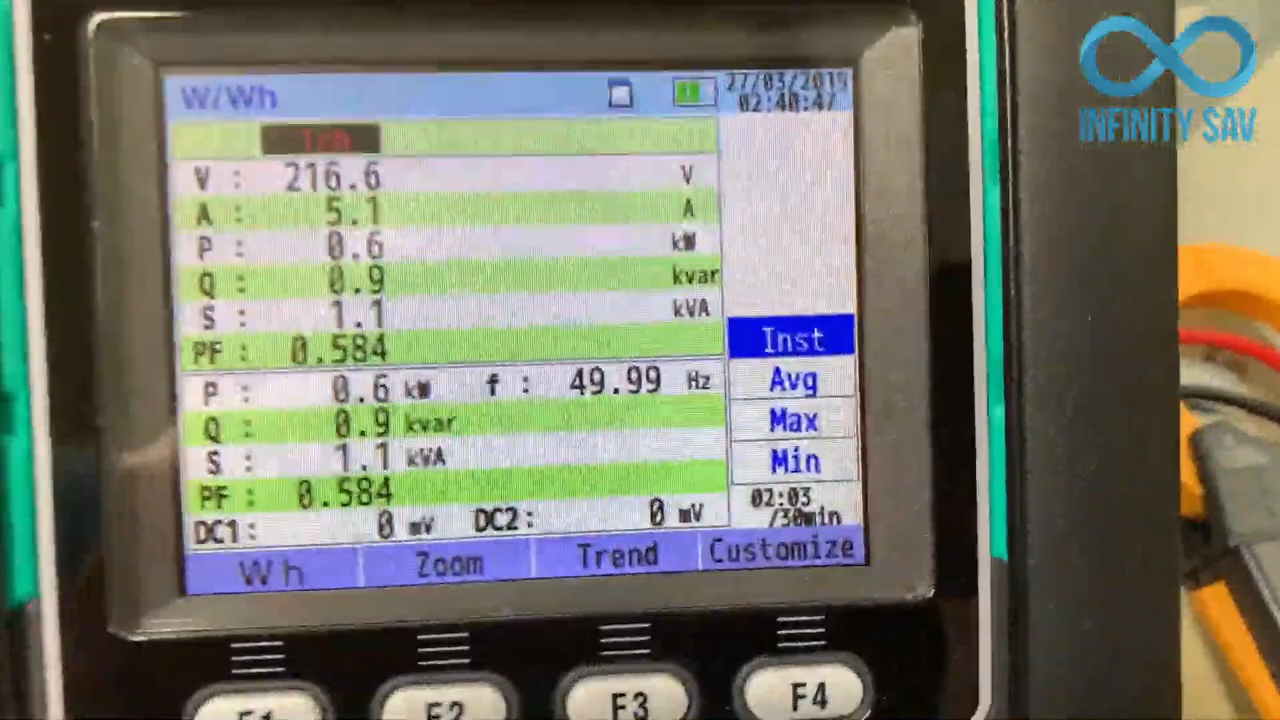 W/Wh
27/03/2019
02:40:47
INFINITY SAV
1ch
V : 216.6 V
A : 5.1 A
P : 0.6 kW
Q : 0.9 kvar
S : 1.1 kVA
PF : 0.584
P : 0.6 kW f : 49.99 Hz
Q : 0.9 kvar
S : 1.1 kVA
PF : 0.584
DC1: 0 mV DC2: 0 mV
Inst
Avg
Max
Min
02:03
/30min
Wh Zoom Trend Customize
F1 F2 F3 F4